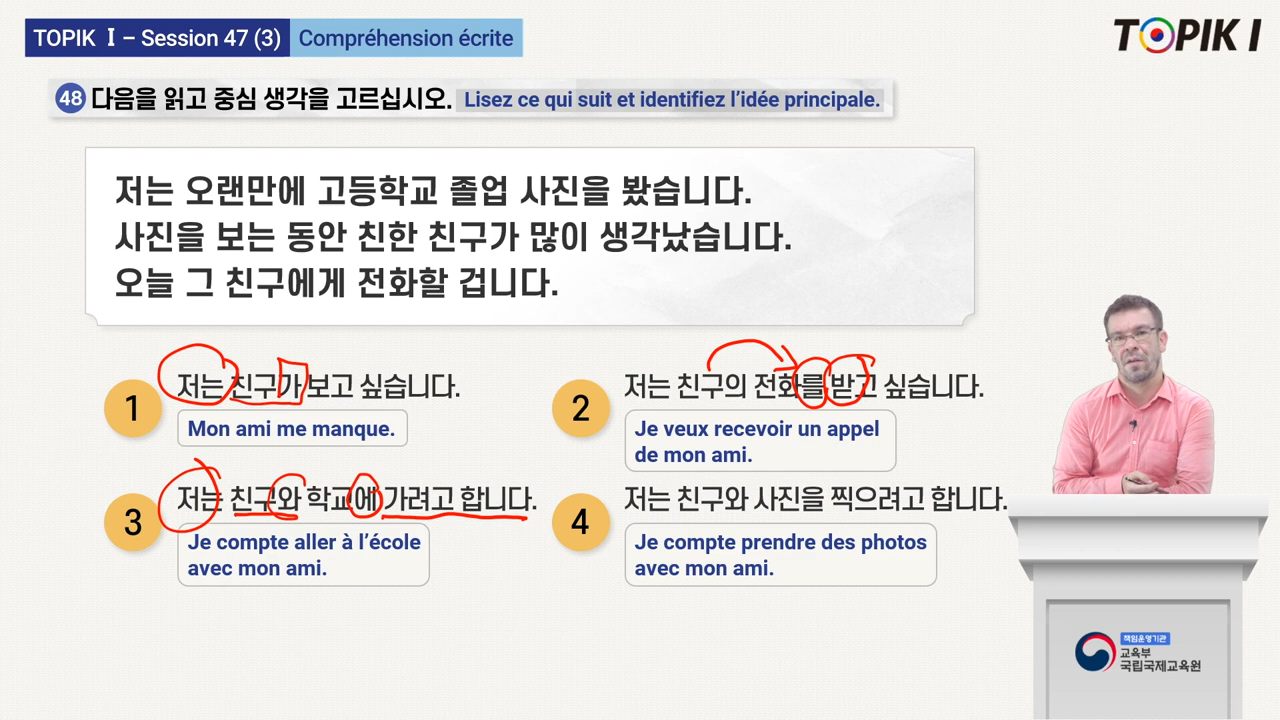 TOPIK Ⅰ – Session 47 (3) Compréhension écrite
TOPIK I
48 다음을 읽고 중심 생각을 고르십시오. Lisez ce qui suit et identifiez l’idée principale.
저는 오랜만에 고등학교 졸업 사진을 봤습니다.
사진을 보는 동안 친한 친구가 많이 생각났습니다.
오늘 그 친구에게 전화할 겁니다.
1 저는 친구가 보고 싶습니다.
Mon ami me manque.
2 저는 친구의 전화를 받고 싶습니다.
Je veux recevoir un appel
de mon ami.
3 저는 친구와 학교에 가려고 합니다.
Je compte aller à l’école
avec mon ami.
4 저는 친구와 사진을 찍으려고 합니다.
Je compte prendre des photos
avec mon ami.
책임운영기관
교육부
국립국제교육원